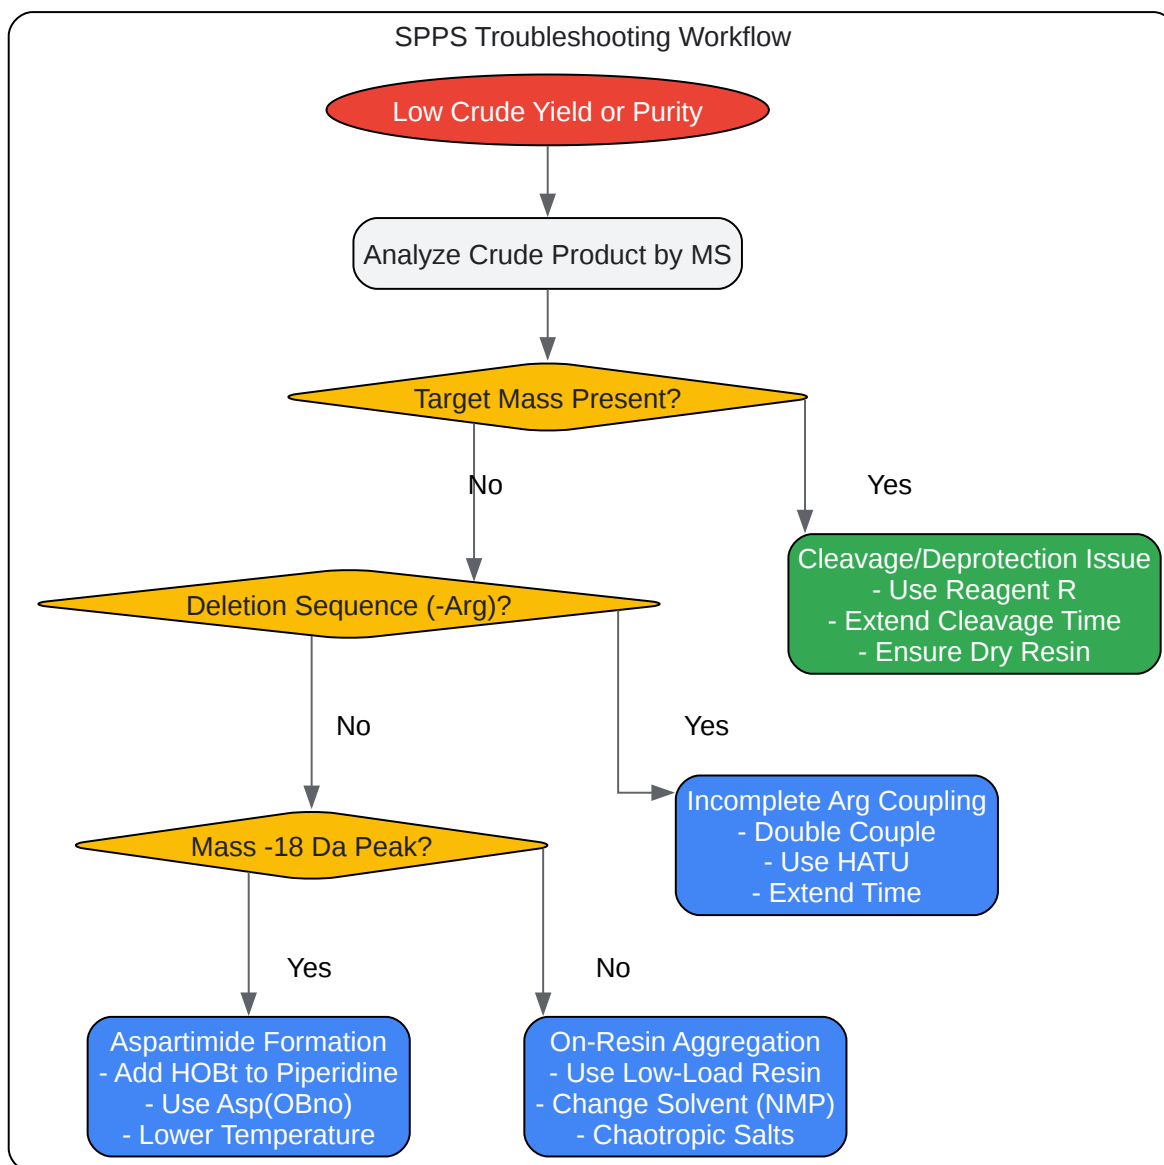 SPPS Troubleshooting Workflow
Low Crude Yield or Purity
Analyze Crude Product by MS
Target Mass Present?
No
Yes
Cleavage/Deprotection Issue
- Use Reagent R
- Extend Cleavage Time
- Ensure Dry Resin
Deletion Sequence (-Arg)?
No
Yes
Incomplete Arg Coupling
- Double Couple
- Use HATU
- Extend Time
Mass -18 Da Peak?
Yes
No
Aspartimide Formation
- Add HOBt to Piperidine
- Use Asp(OBno)
- Lower Temperature
On-Resin Aggregation
- Use Low-Load Resin
- Change Solvent (NMP)
- Chaotropic Salts